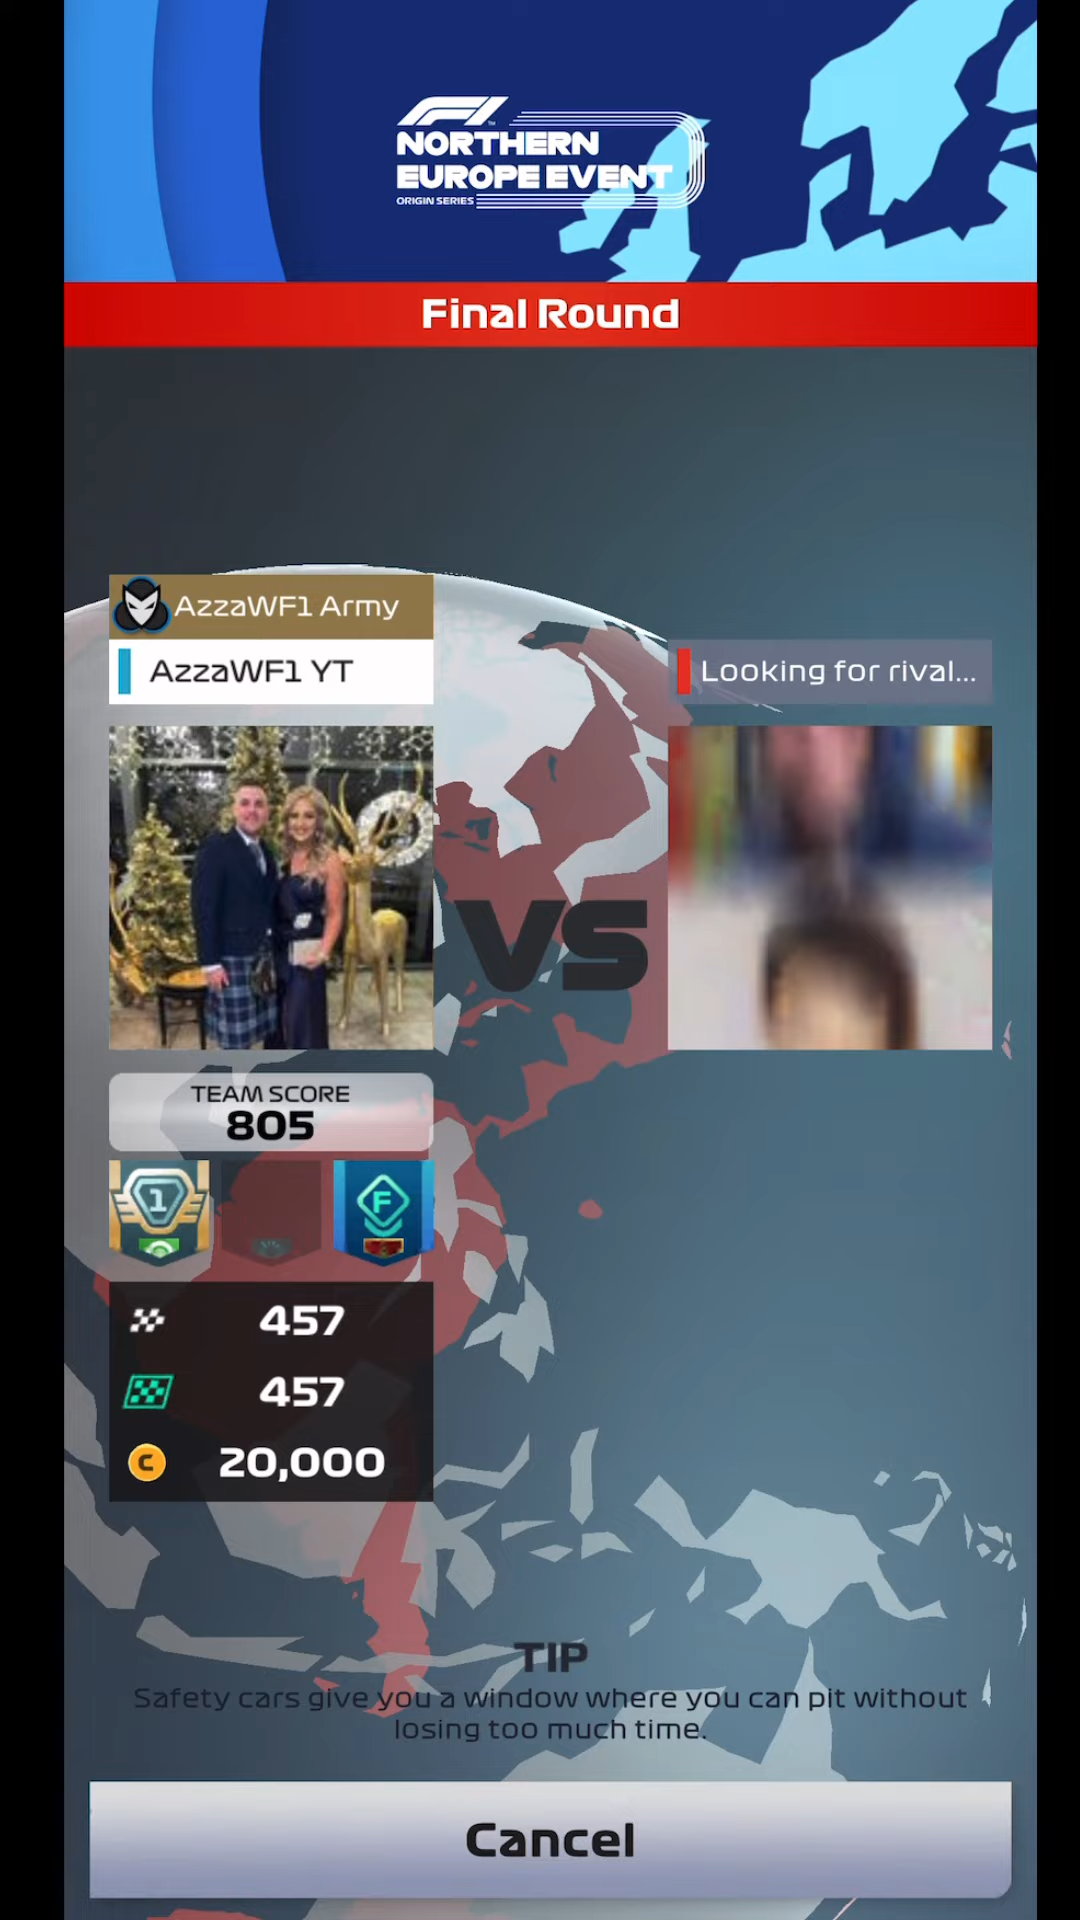 F1
NORTHERN
EUROPE EVENT
ORIGIN SERIES
Final Round
AzzaWF1 Army
AzzaWF1 YT
Looking for rival...
VS
TEAM SCORE
805
1
F
457
457
C 20,000
TIP
Safety cars give you a window where you can pit without
losing too much time.
Cancel